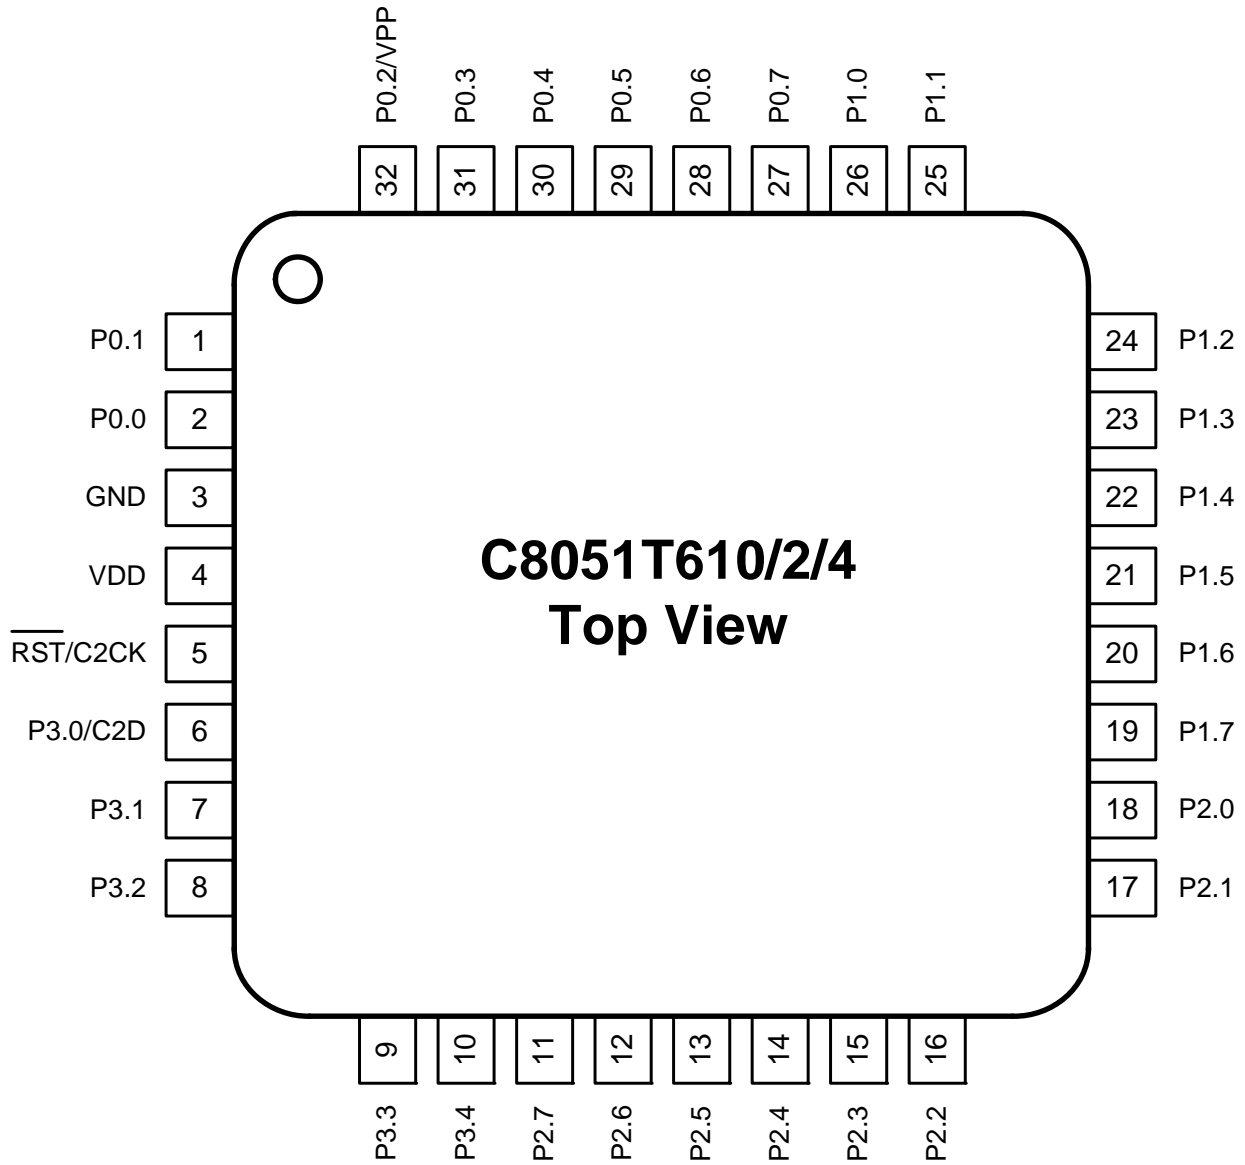 P0.2/VPP
P0.3
P0.4
P0.5
P0.6
P0.7
P1.0
P1.1
32
31
30
29
28
27
26
25
P0.1 1
P0.0 2
GND 3
VDD 4
RST/C2CK 5
P3.0/C2D 6
P3.1 7
P3.2 8
C8051T610/2/4
Top View
24 P1.2
23 P1.3
22 P1.4
21 P1.5
20 P1.6
19 P1.7
18 P2.0
17 P2.1
9
10
11
12
13
14
15
16
P3.3
P3.4
P2.7
P2.6
P2.5
P2.4
P2.3
P2.2